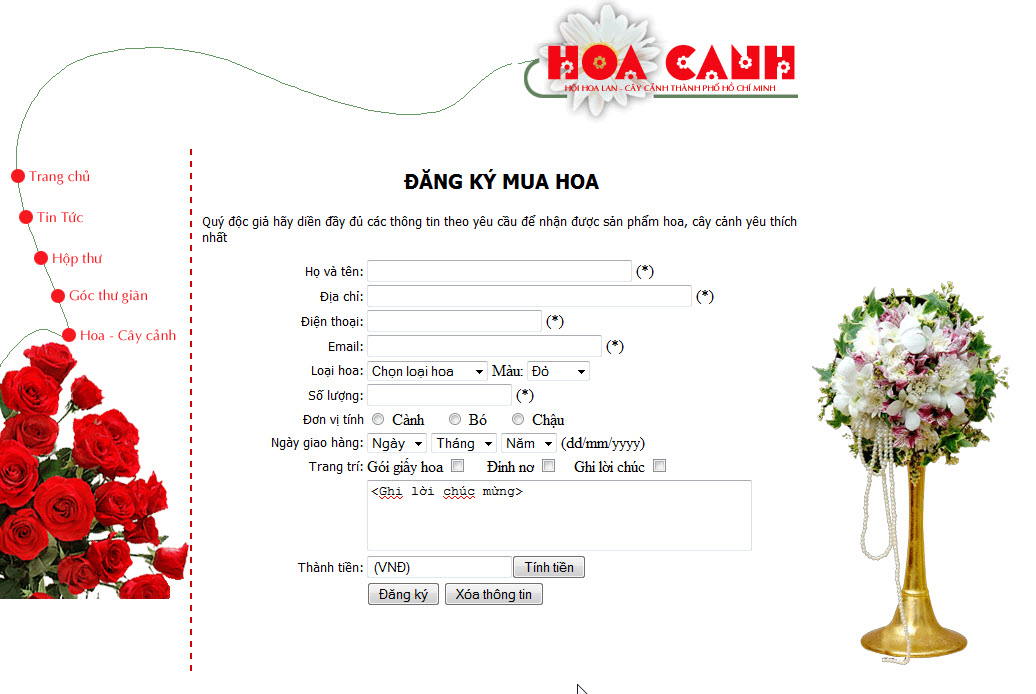 HOA CẢNH
HỘI HOA LAN - CÂY CẢNH THÀNH PHỐ HỒ CHÍ MINH
Trang chủ
Tin Tức
Hộp thư
Góc thư giãn
Hoa - Cây cảnh
ĐĂNG KÝ MUA HOA
Quý độc giả hãy diền đầy đủ các thông tin theo yêu cầu để nhận được sản phẩm hoa, cây cảnh yêu thích
nhất
Họ và tên: (*)
Địa chỉ: (*)
Điện thoại: (*)
Email: (*)
Loại hoa: Chọn loại hoa Màu: Đỏ
Số lượng: (*)
Đơn vị tính Cành Bó Chậu
Ngày giao hàng: Ngày Tháng Năm (dd/mm/yyyy)
Trang trí: Gói giấy hoa Đính nơ Ghi lời chúc
<Ghi lời chúc mừng>
Thành tiền: (VNĐ) Tính tiền
Đăng ký Xóa thông tin